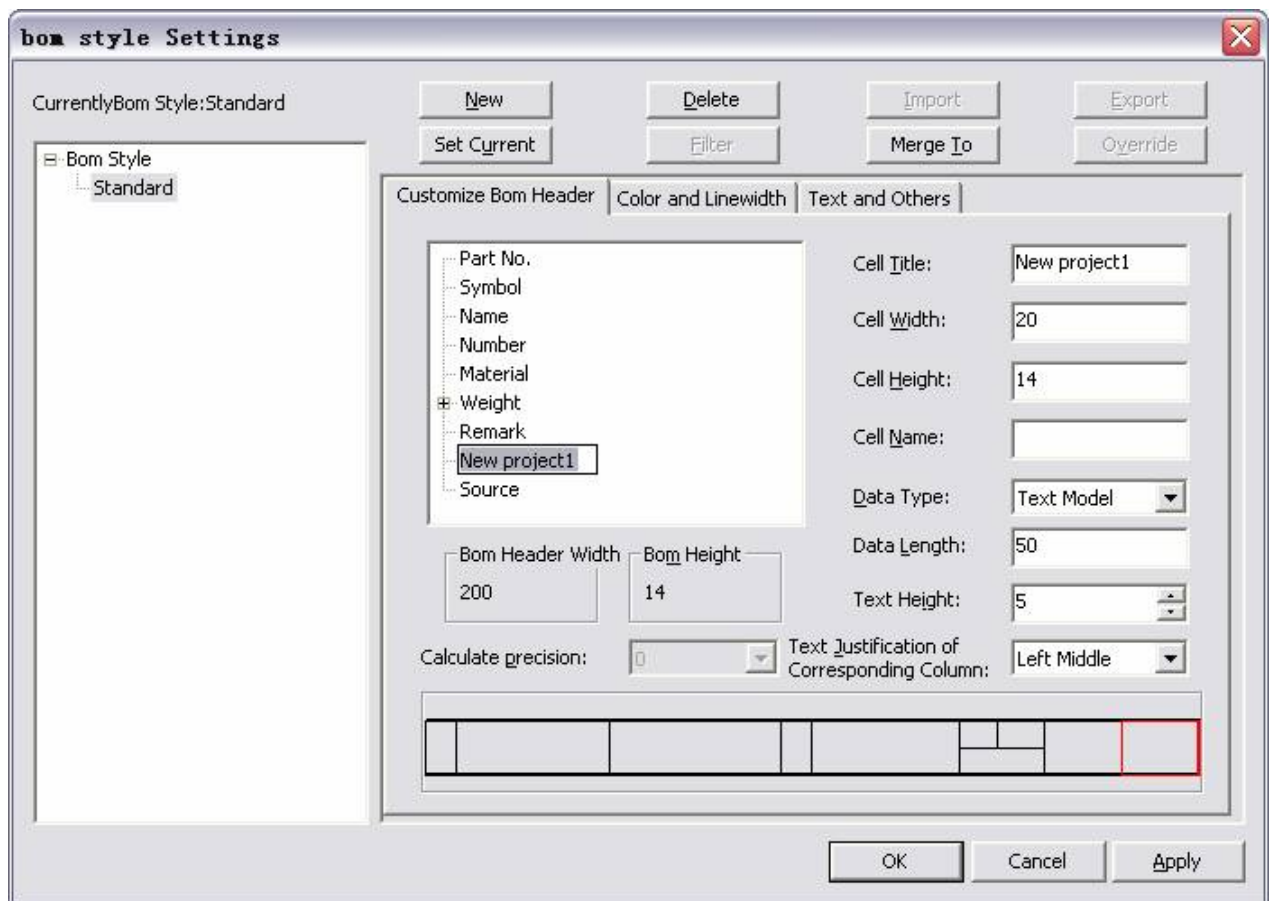 bom style Settings
CurrentlyBom Style:Standard
New
Delete
Import
Export
Set Current
Filter
Merge To
Override
Bom Style
Standard
Customize Bom Header
Color and Linewidth
Text and Others
Part No.
Symbol
Name
Number
Material
Weight
Remark
New project1
Source
Cell Title:
New project1
Cell Width:
20
Cell Height:
14
Cell Name:
Data Type:
Text Model
Data Length:
50
Text Height:
5
Bom Header Width
200
Bom Height
14
Calculate precision:
0
Text Justification of
Corresponding Column:
Left Middle
OK
Cancel
Apply